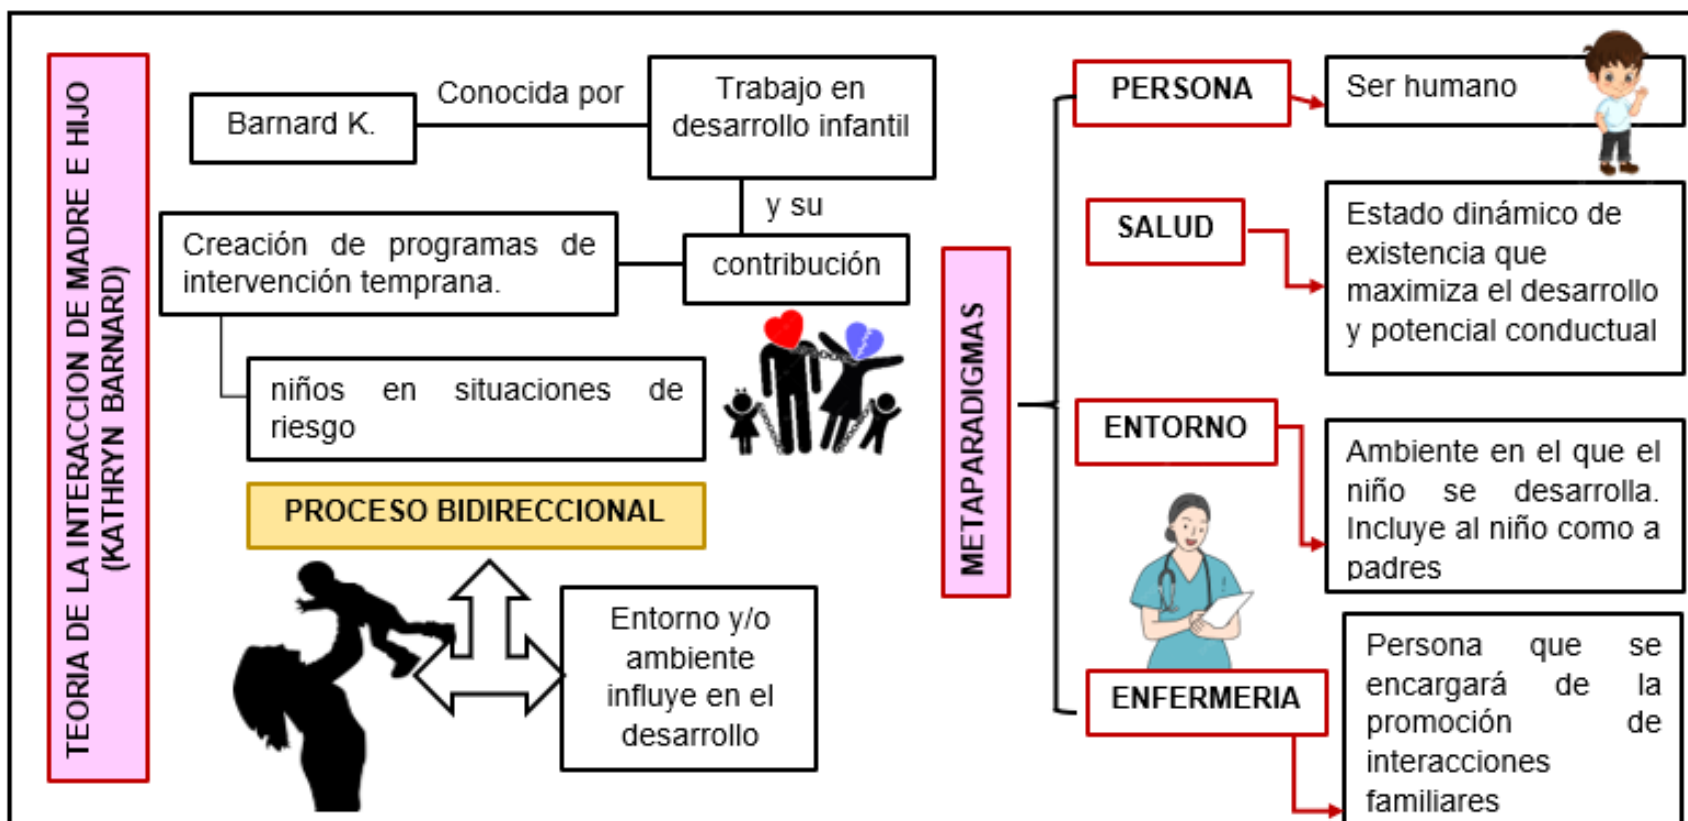 TEORIA DE LA INTERACCION DE MADRE E HIJO
(KATHRYN BARNARD)
Barnard K.
Conocida por
Trabajo en
desarrollo infantil
y su
contribución
Creación de programas de
intervención temprana.
niños en situaciones de
riesgo
PROCESO BIDIRECCIONAL
Entorno y/o
ambiente
influye en el
desarrollo
METAPARADIGMAS
PERSONA
Ser humano
SALUD
Estado dinámico de
existencia que
maximiza el desarrollo
y potencial conductual
ENTORNO
Ambiente en el que el
niño se desarrolla.
Incluye al niño como a
padres
ENFERMERIA
Persona que se
encargará de la
promoción de
interacciones
familiares